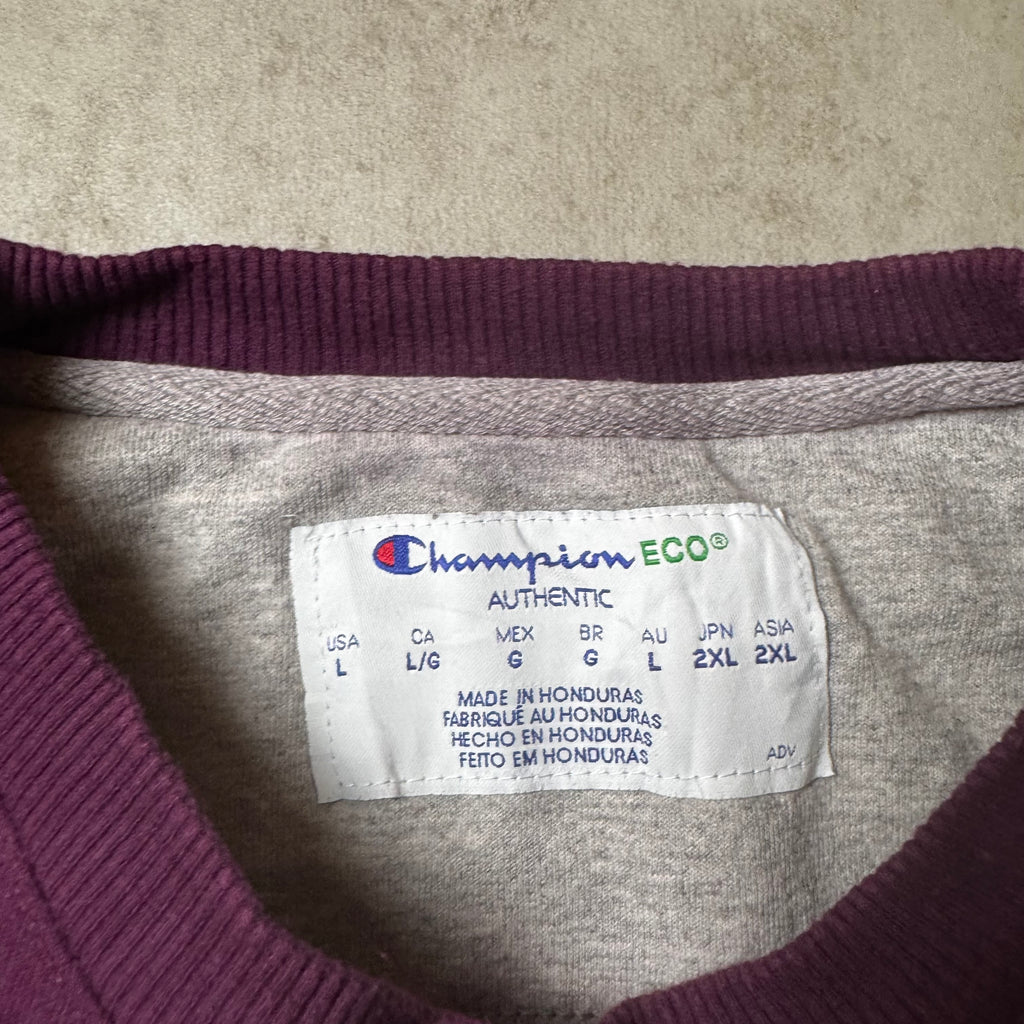 Champion ECO®
AUTHENTIC
USA CA MEX BR AU JPN ASIA
L L/G G G L 2XL 2XL
MADE IN HONDURAS
FABRIQUÉ AU HONDURAS
HECHO EN HONDURAS
FEITO EM HONDURAS
ADV